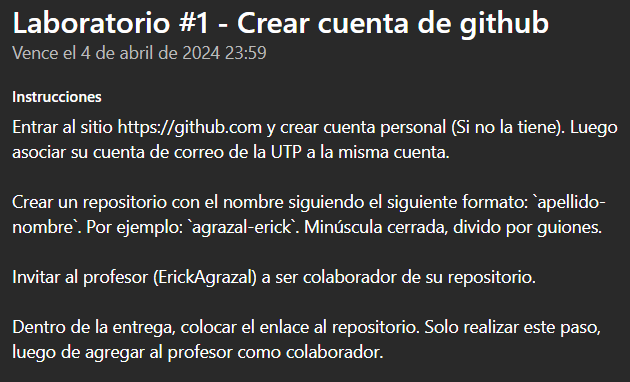 Laboratorio #1 - Crear cuenta de github
Vence el 4 de abril de 2024 23:59
Instrucciones
Entrar al sitio https://github.com y crear cuenta personal (Si no la tiene). Luego
asociar su cuenta de correo de la UTP a la misma cuenta.
Crear un repositorio con el nombre siguiendo el siguiente formato: `apellido-
nombre`. Por ejemplo: `agrazal-erick`. Minúscula cerrada, divido por guiones.
Invitar al profesor (ErickAgrazal) a ser colaborador de su repositorio.
Dentro de la entrega, colocar el enlace al repositorio. Solo realizar este paso,
luego de agregar al profesor como colaborador.